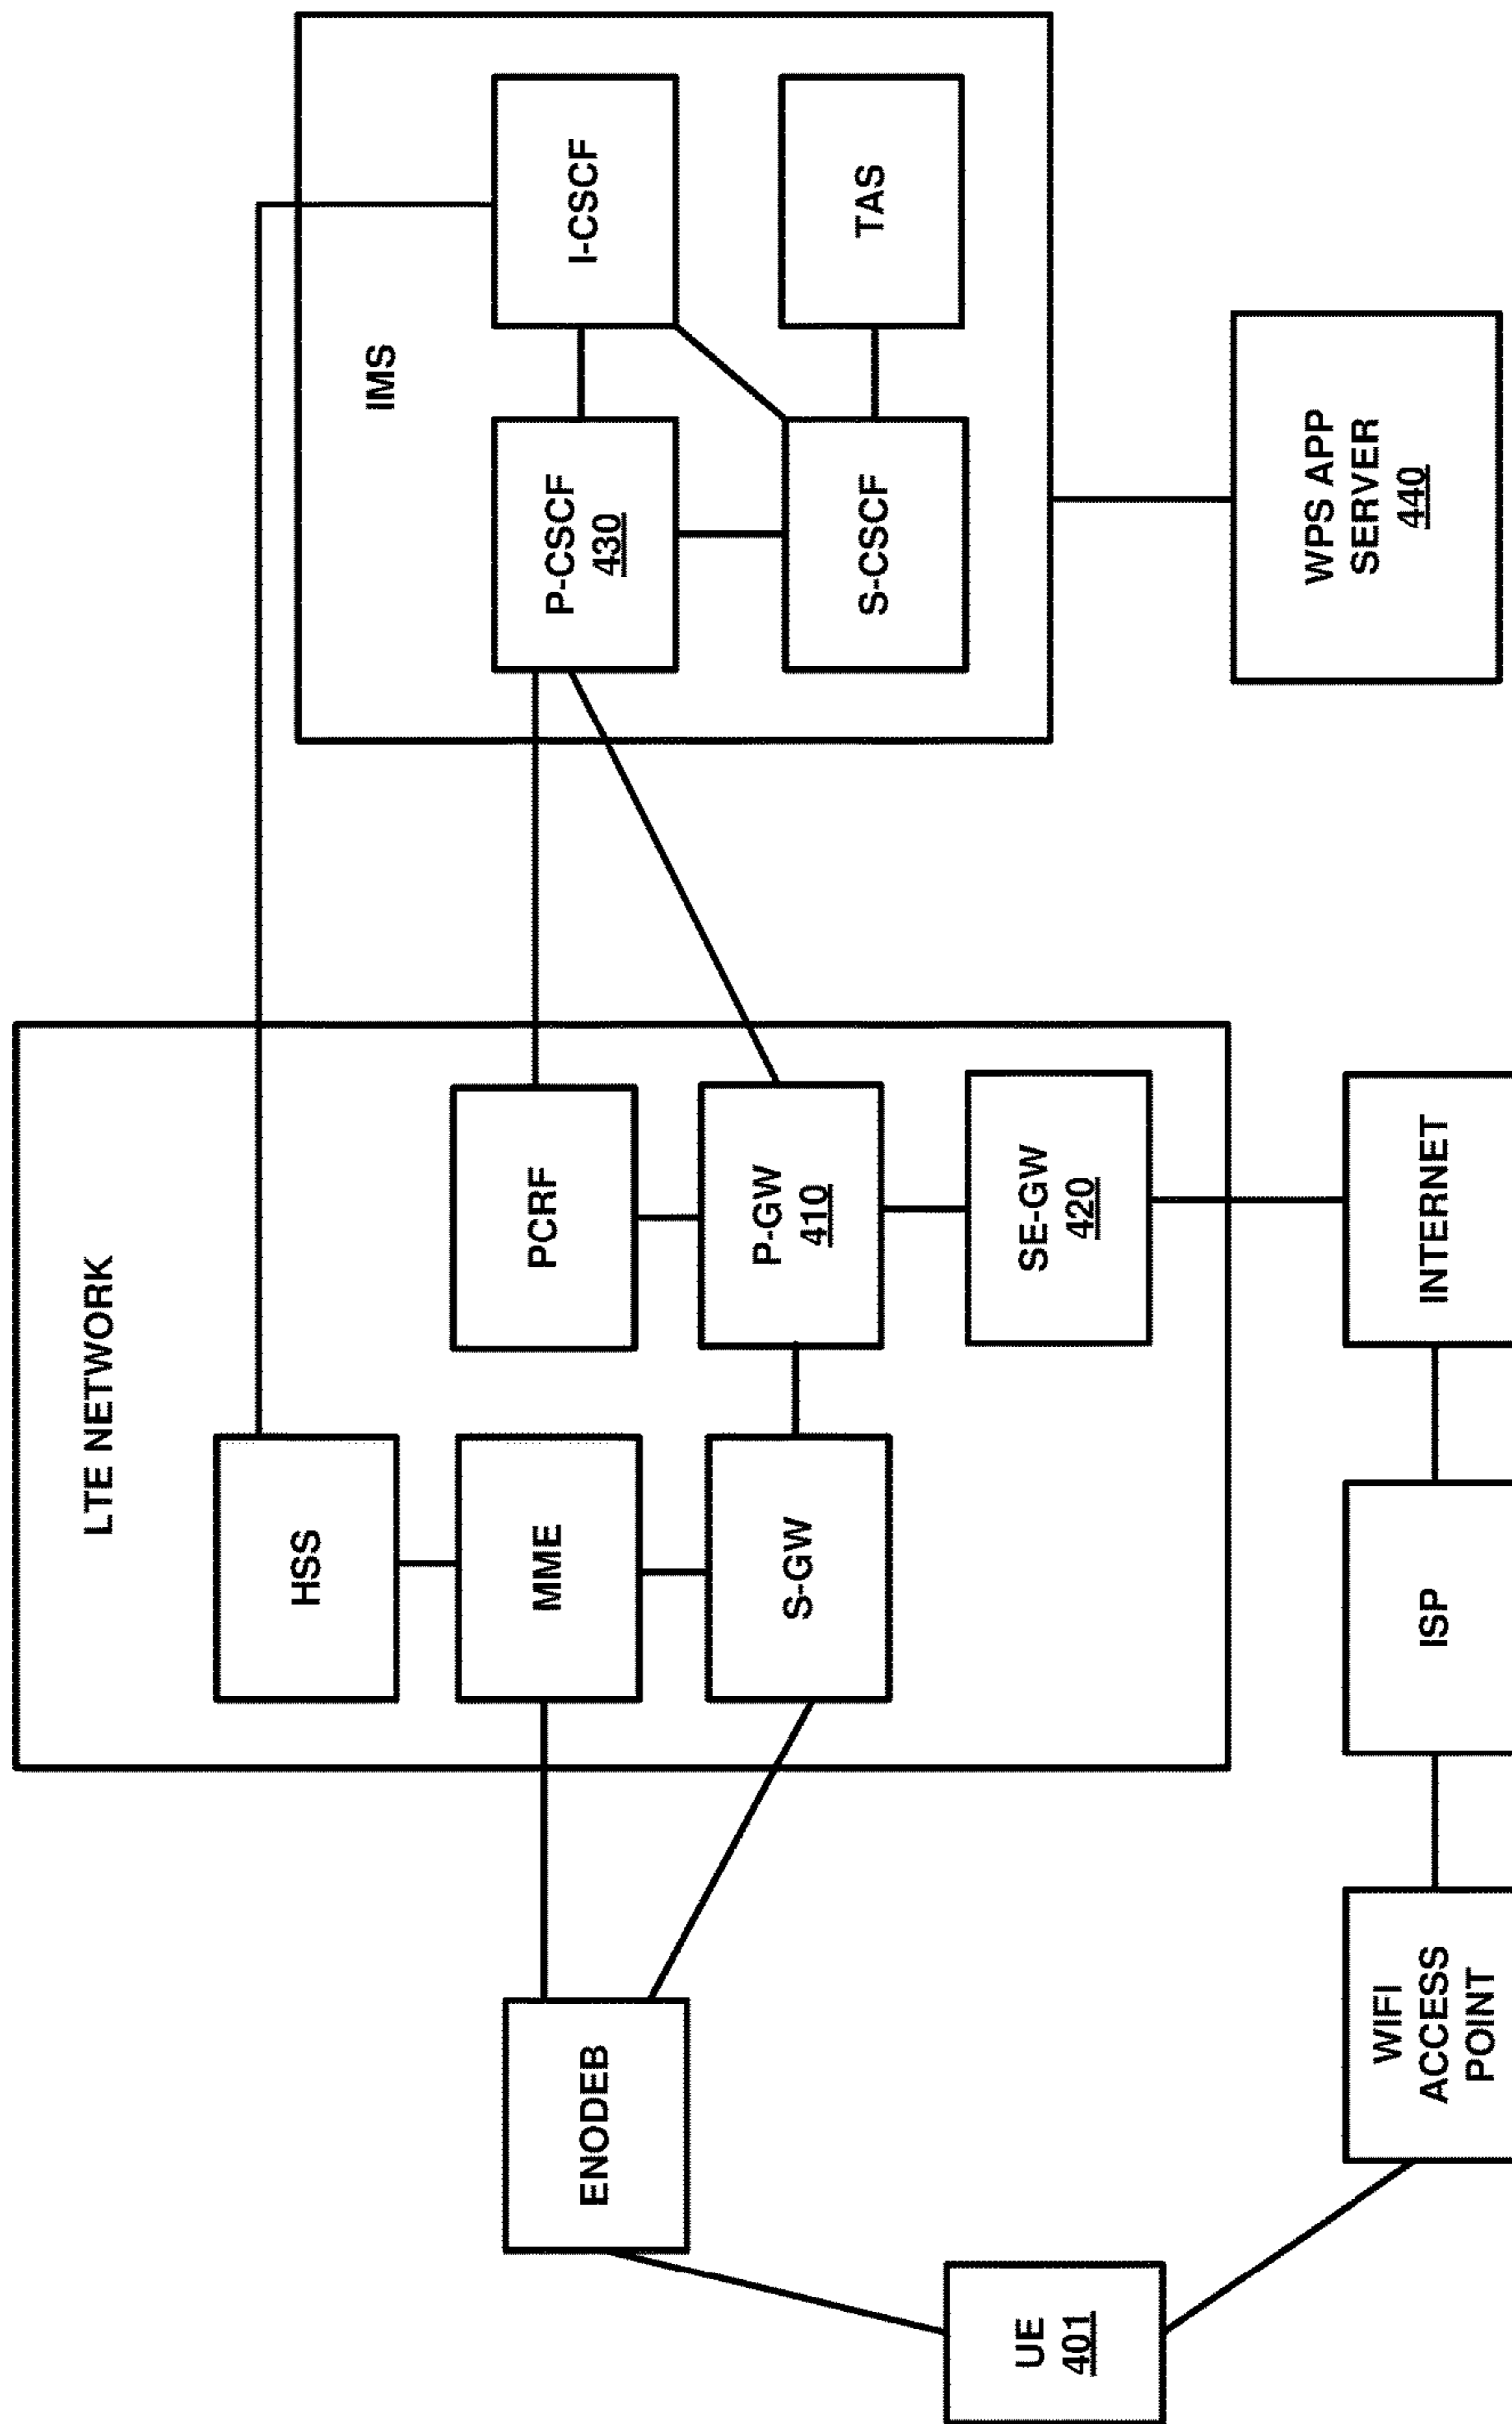 LTE NETWORK
HSS
MME
S-GW
PCRF
P-GW
410
SE-GW
420
IMS
P-CSCF
430
I-CSCF
S-CSCF
TAS
ENODEB
UE
401
WIFI
ACCESS
POINT
ISP
INTERNET
WPS APP
SERVER
440